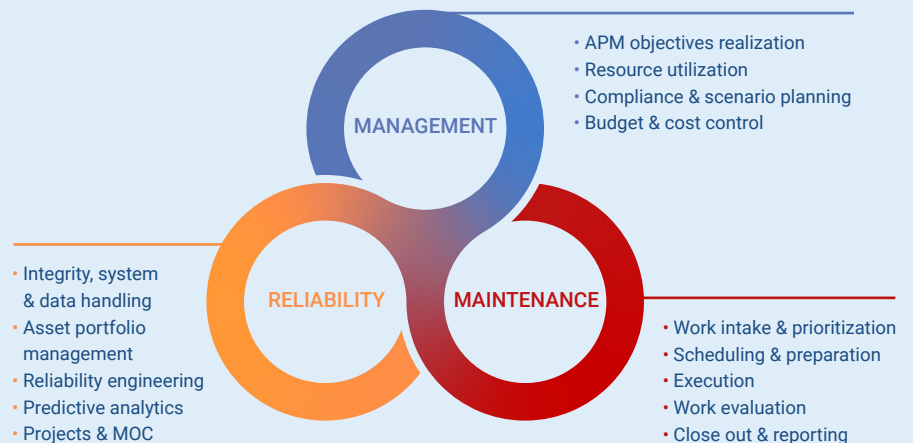 MANAGEMENT
• APM objectives realization
• Resource utilization
• Compliance & scenario planning
• Budget & cost control
RELIABILITY
• Integrity, system
& data handling
• Asset portfolio
management
• Reliability engineering
• Predictive analytics
• Projects & MOC
MAINTENANCE
• Work intake & prioritization
• Scheduling & preparation
• Execution
• Work evaluation
• Close out & reporting